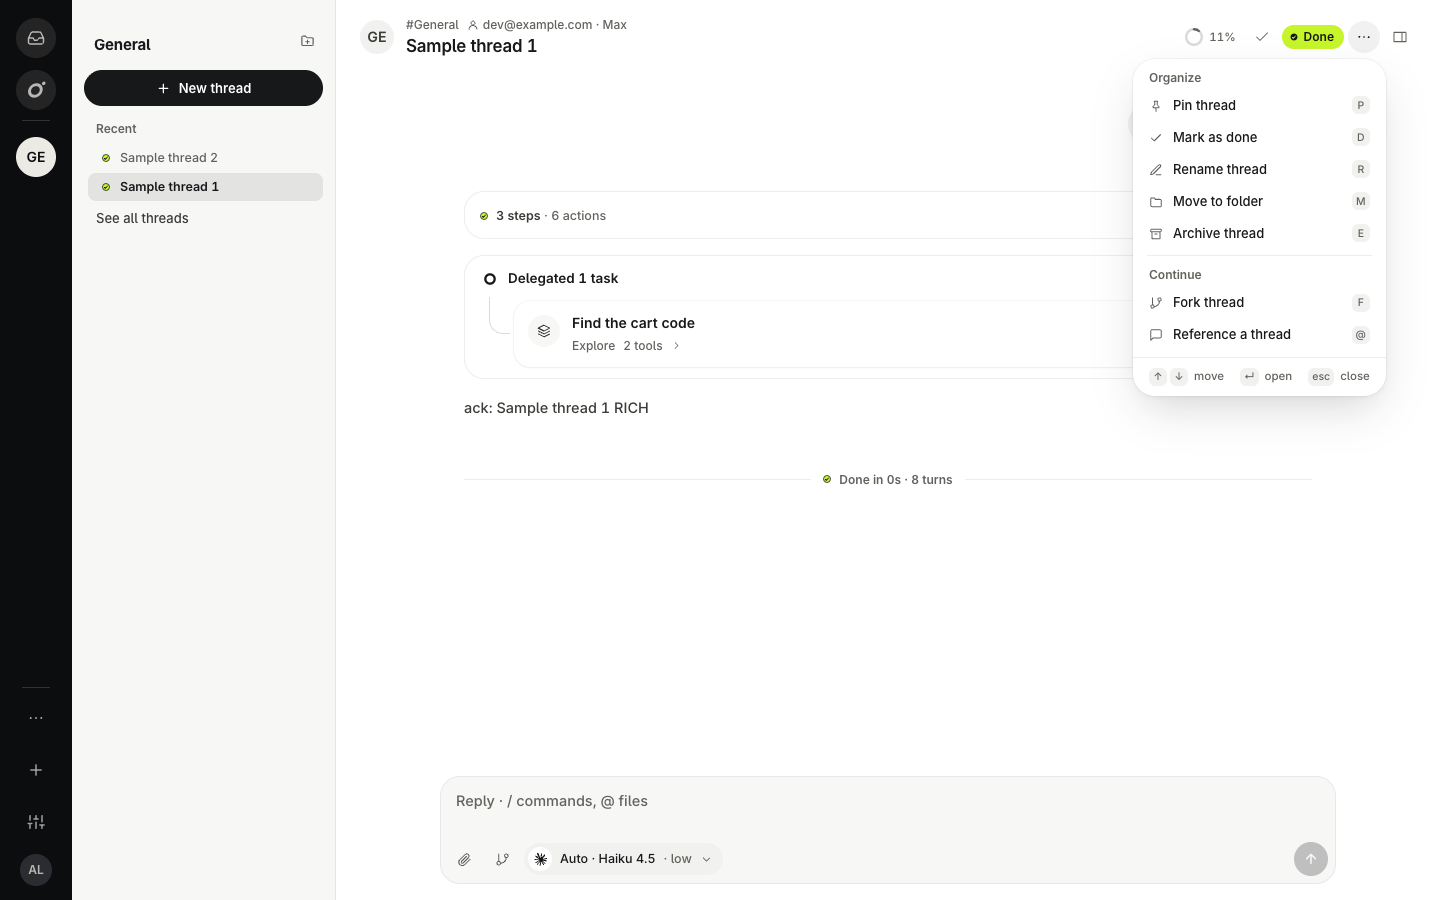 General
New thread
Recent
Sample thread 2
Sample thread 1
See all threads
GE
AL
GE
#General dev@example.com · Max
Sample thread 1
11%
Done
Organize
Pin thread P
Mark as done D
Rename thread R
Move to folder M
Archive thread E
Continue
Fork thread F
Reference a thread @
move open esc close
3 steps · 6 actions
Delegated 1 task
Find the cart code
Explore 2 tools
ack: Sample thread 1 RICH
Done in 0s · 8 turns
Reply · / commands, @ files
Auto · Haiku 4.5 · low